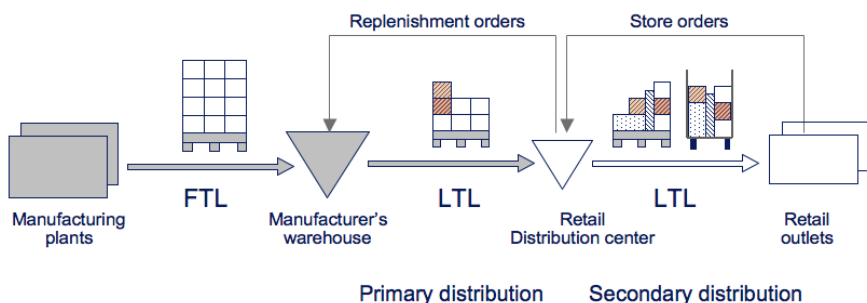 Replenishment orders
Store orders
FTL
LTL
LTL
Manufacturing
plants
Manufacturer's
warehouse
Retail
Distribution center
Retail
outlets
Primary distribution
Secondary distribution